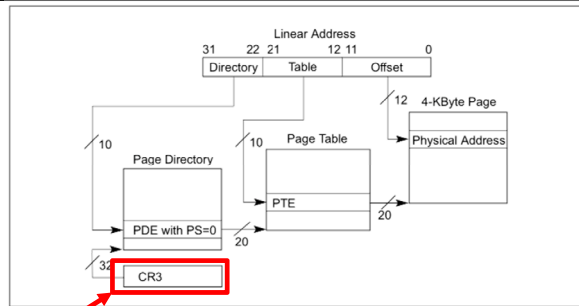 Linear Address
31 22 21 12 11 0
Directory Table Offset
12 4-KByte Page
10 10 Page Table Physical Address
Page Directory
PTE
20
PDE with PS=0 20
32
CR3